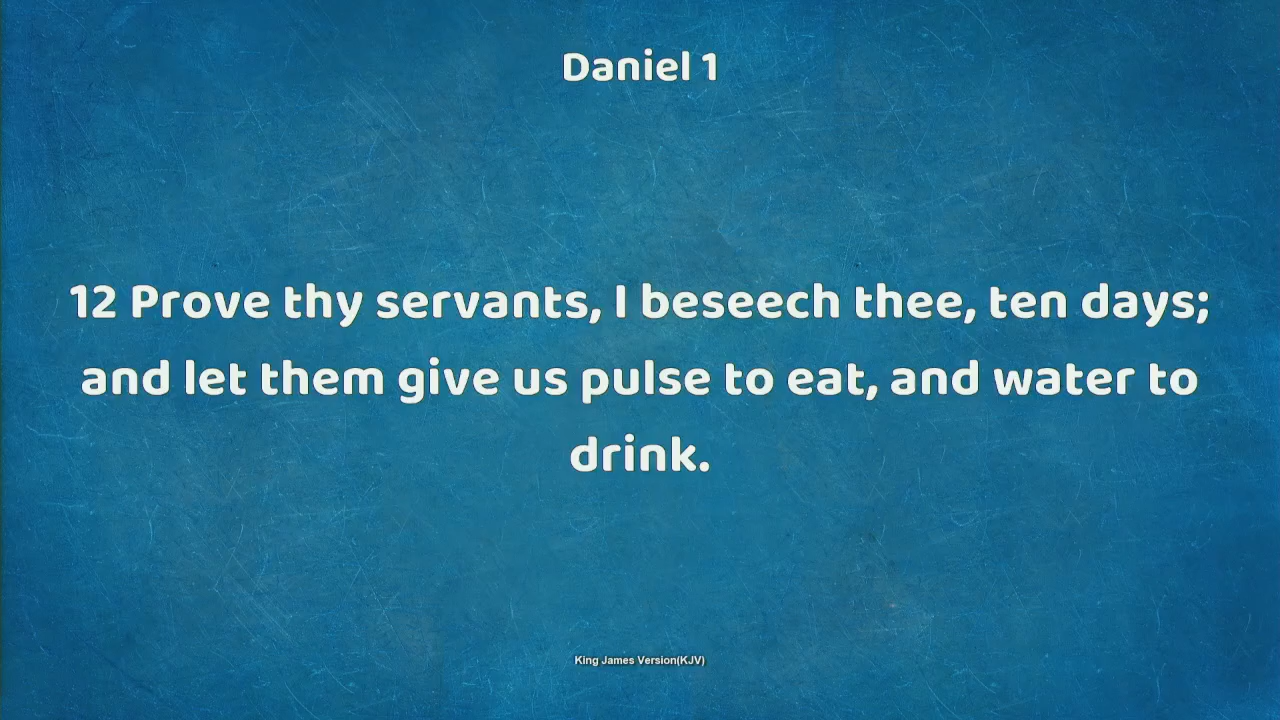 Daniel 1
12 Prove thy servants, I beseech thee, ten days;
and let them give us pulse to eat, and water to
drink.
King James Version(KJV)